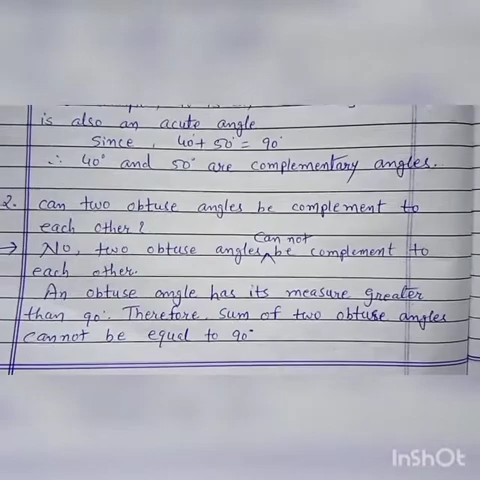 is also an acute angle
Since, 40° + 50° = 90°
∴ 40° and 50° are complementary angles.
2. can two obtuse angles be complement to
each other?
→ No, two obtuse angles can not be complement to
each other.
An obtuse angle has its measure greater
than 90°. Therefore, sum of two obtuse angles
cannot be equal to 90°
InShOt